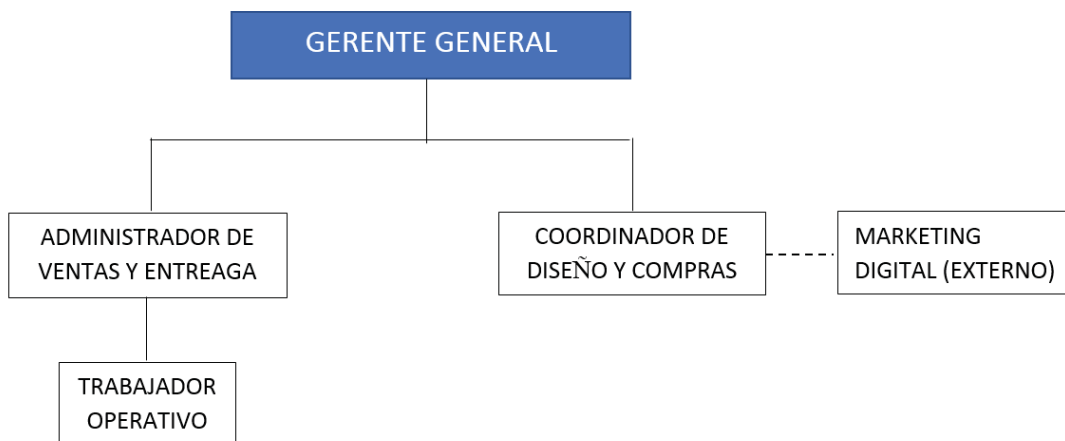 GERENTE GENERAL
ADMINISTRADOR DE
VENTAS Y ENTREAGA
COORDINADOR DE
DISEÑO Y COMPRAS
MARKETING
DIGITAL (EXTERNO)
TRABAJADOR
OPERATIVO